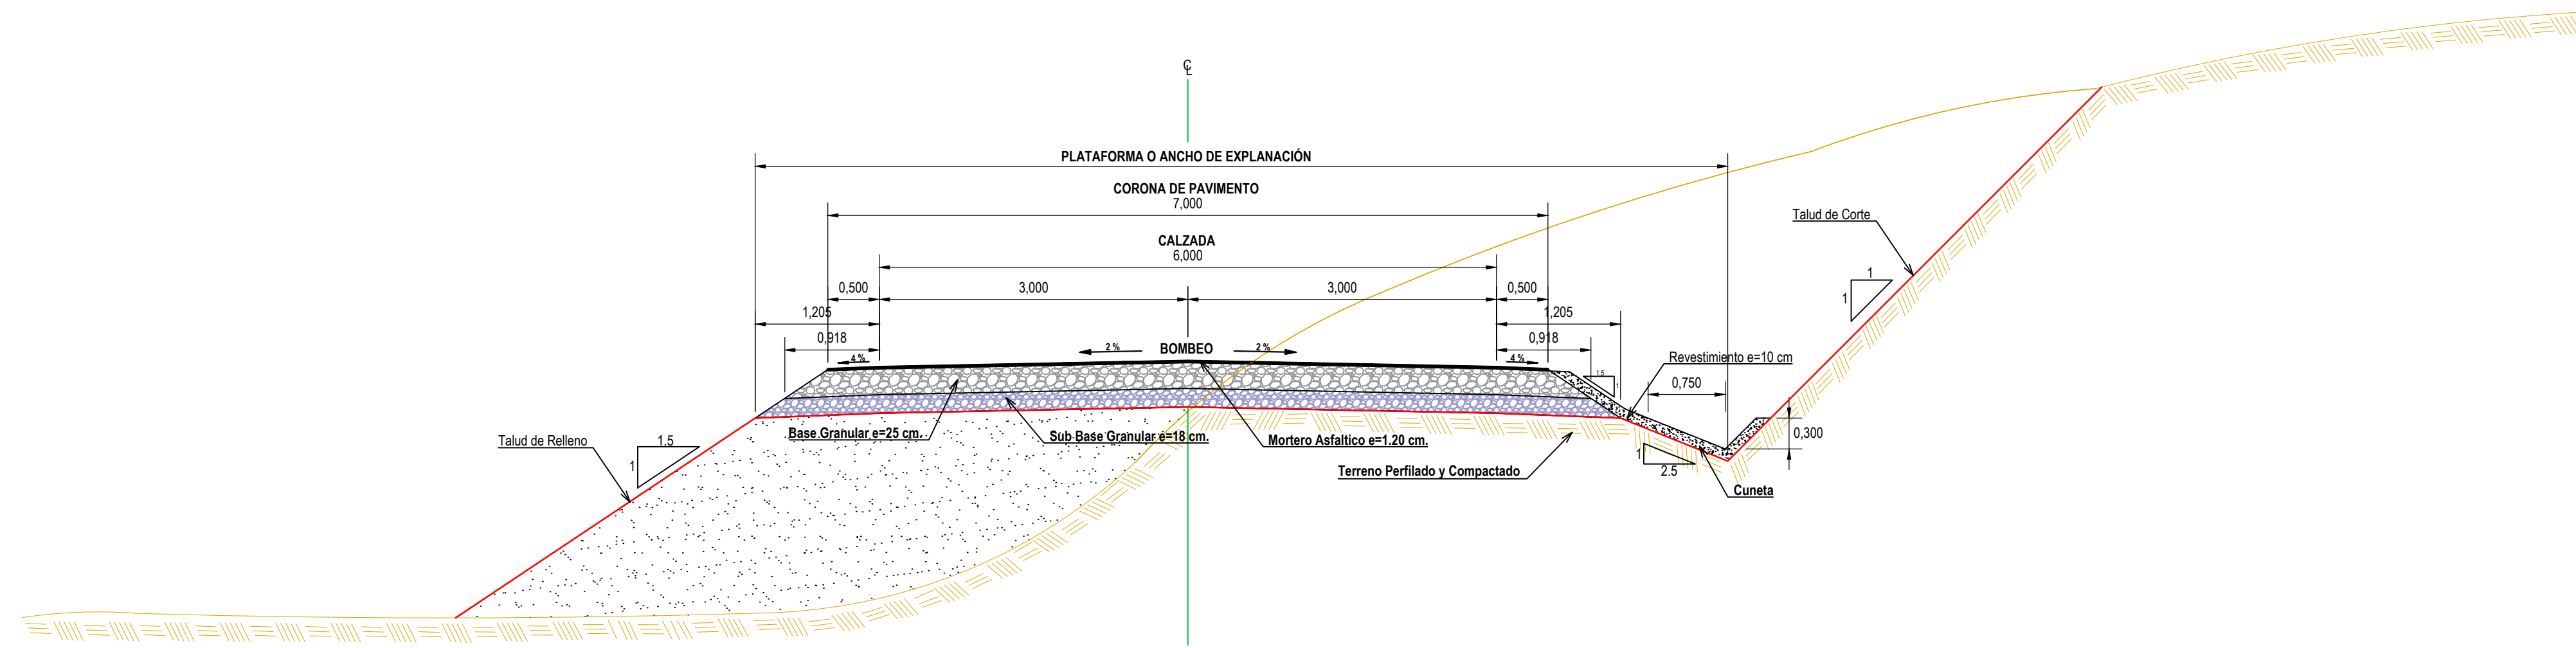 ℄
PLATAFORMA O ANCHO DE EXPLANACIÓN
CORONA DE PAVIMENTO
7,000
Talud de Corte
CALZADA
6,000
0,500
3,000
3,000
0,500
1
1
1,205
1,205
0,918
0,918
BOMBEO
2 %
2 %
4 %
4 %
Revestimiento e=10 cm
1.5
1
0,750
Base Granular e=25 cm.
Sub Base Granular e=18 cm.
Mortero Asfaltico e=1.20 cm.
0,300
Talud de Relleno
1.5
1
Terreno Perfilado y Compactado
1
2.5
Cuneta